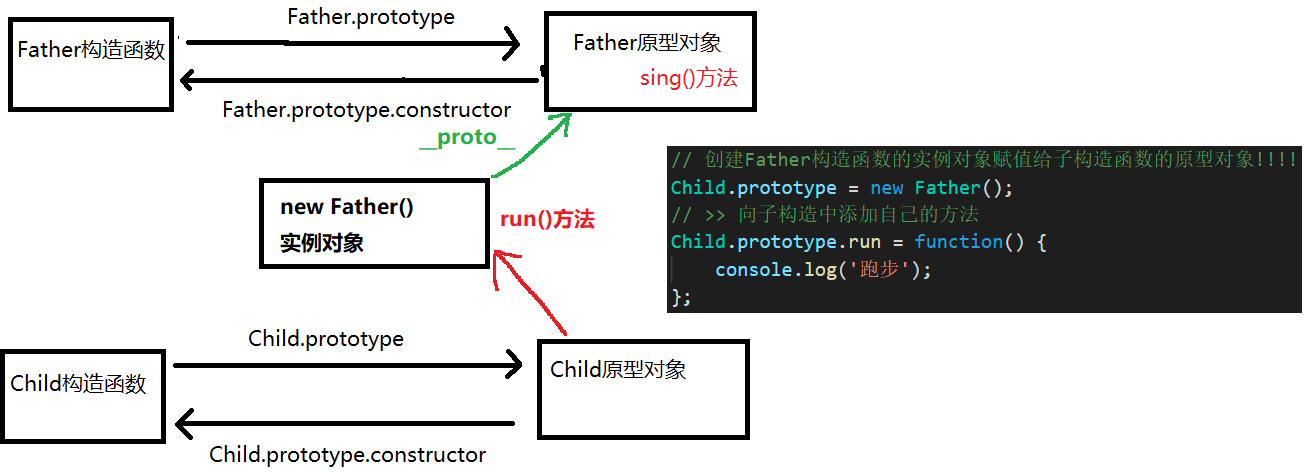 Father.prototype
Father构造函数
Father原型对象
sing()方法
Father.prototype.constructor
__proto__
new Father()
实例对象
run()方法
// 创建Father构造函数的实例对象赋值给子构造函数的原型对象!!!!
Child.prototype = new Father();
// >> 向子构造中添加自己的方法
Child.prototype.run = function() {
    console.log('跑步');
};
Child.prototype
Child构造函数
Child原型对象
Child.prototype.constructor